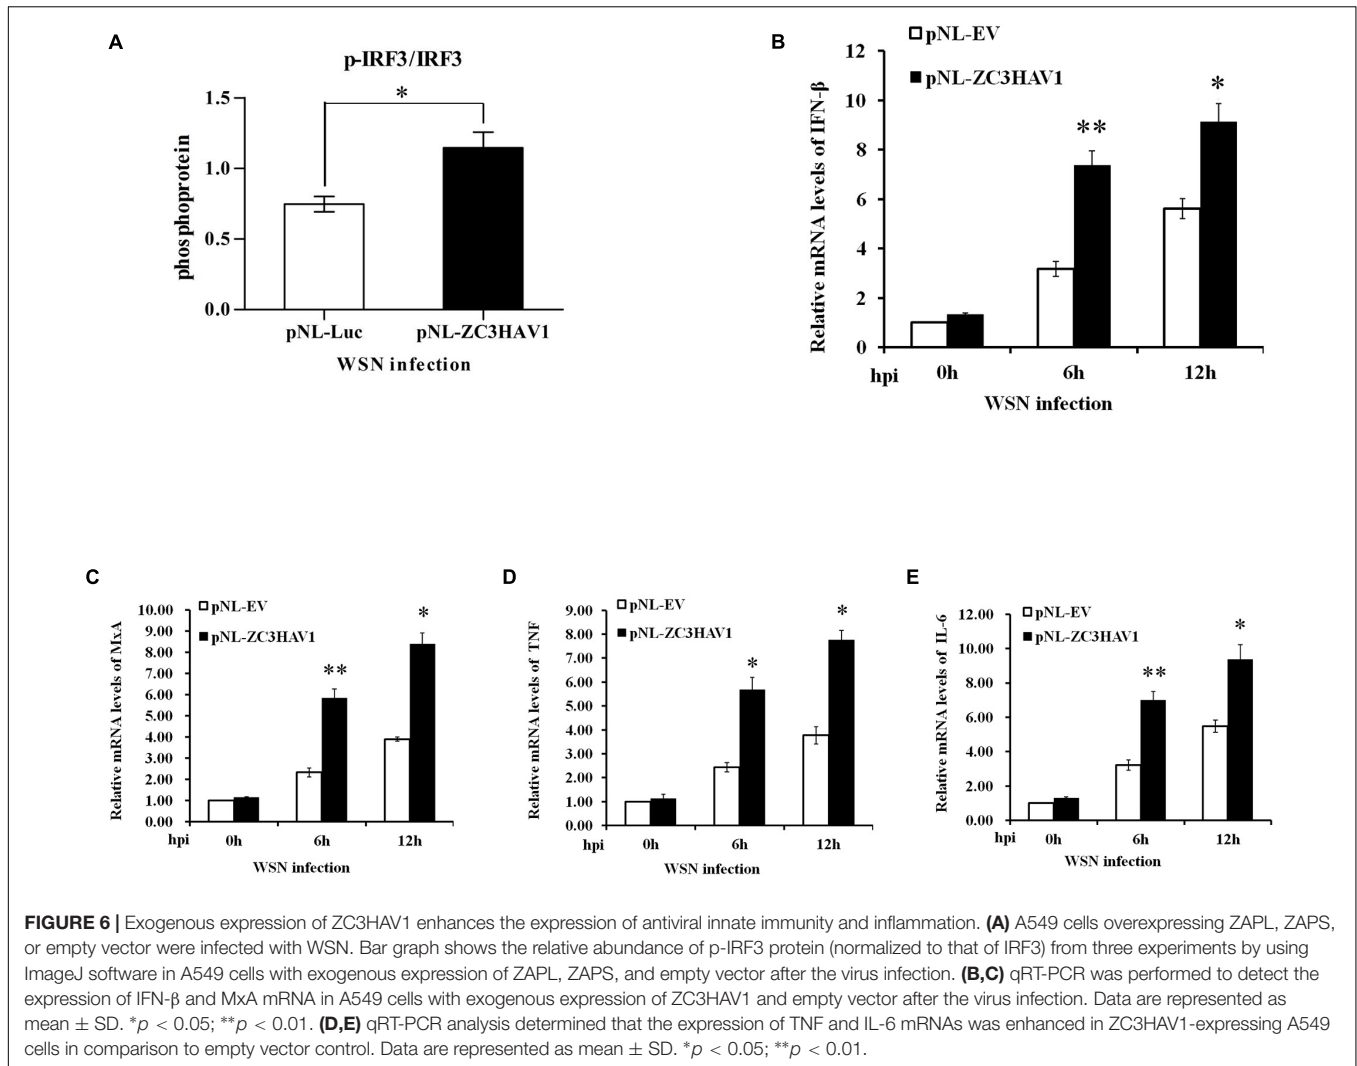 A
p-IRF3/IRF3
*
1.5
1.0
0.5
0.0
phosphoprotein
pNL-Luc pNL-ZC3HAV1
WSN infection
B
pNL-EV
pNL-ZC3HAV1
12
10
8
6
4
2
0
Relative mRNA levels of IFN-β
**
*
hpi 0h 6h 12h
WSN infection
C
pNL-EV
pNL-ZC3HAV1
10.00
9.00
8.00
7.00
6.00
5.00
4.00
3.00
2.00
1.00
0.00
Relative mRNA levels of MxA
**
*
hpi 0h 6h 12h
WSN infection
D
pNL-EV
pNL-ZC3HAV1
9.00
8.00
7.00
6.00
5.00
4.00
3.00
2.00
1.00
0.00
Relative mRNA levels of TNF
*
*
hpi 0h 6h 12h
WSN infection
E
pNL-EV
pNL-ZC3HAV1
12.00
10.00
8.00
6.00
4.00
2.00
0.00
Relative mRNA levels of IL-6
**
*
hpi 0h 6h 12h
WSN infection
FIGURE 6 | Exogenous expression of ZC3HAV1 enhances the expression of antiviral innate immunity and inflammation. (A) A549 cells overexpressing ZAPL, ZAPS,
or empty vector were infected with WSN. Bar graph shows the relative abundance of p-IRF3 protein (normalized to that of IRF3) from three experiments by using
ImageJ software in A549 cells with exogenous expression of ZAPL, ZAPS, and empty vector after the virus infection. (B,C) qRT-PCR was performed to detect the
expression of IFN-β and MxA mRNA in A549 cells with exogenous expression of ZC3HAV1 and empty vector after the virus infection. Data are represented as
mean ± SD. *p < 0.05; **p < 0.01. (D,E) qRT-PCR analysis determined that the expression of TNF and IL-6 mRNAs was enhanced in ZC3HAV1-expressing A549
cells in comparison to empty vector control. Data are represented as mean ± SD. *p < 0.05; **p < 0.01.